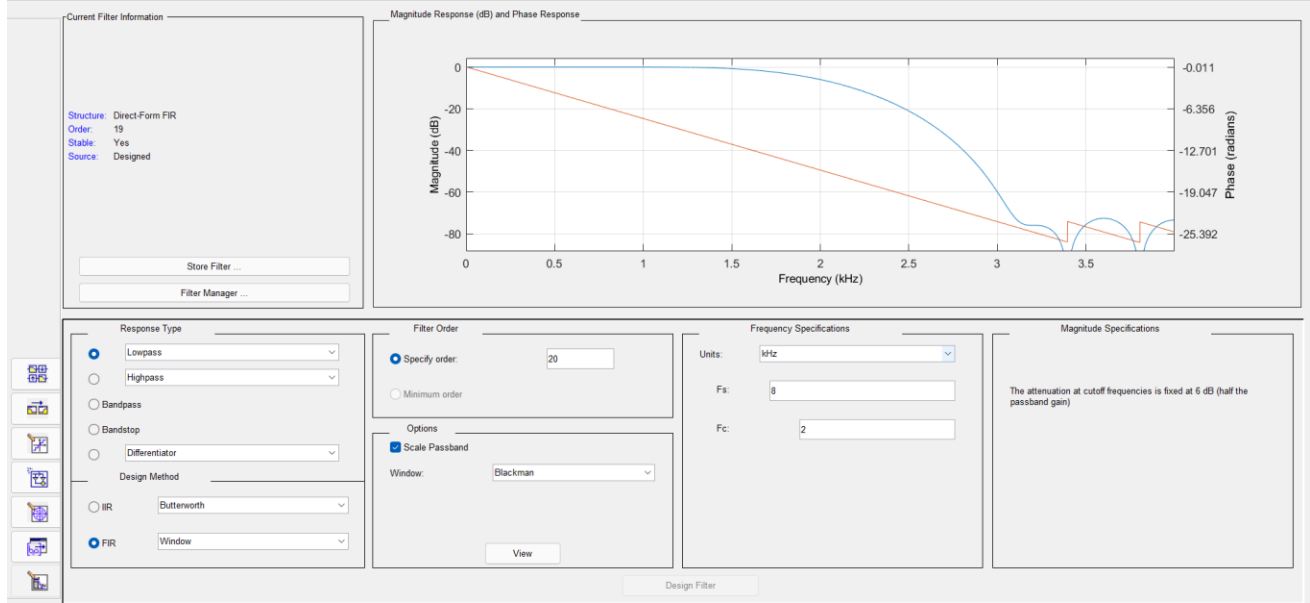 Current Filter Information
Structure: Direct-Form FIR
Order: 19
Stable: Yes
Source: Designed
Store Filter ...
Filter Manager ...
Magnitude Response (dB) and Phase Response
Magnitude (dB)
0
-20
-40
-60
-80
-0.011
-6.356
-12.701
-19.047
-25.392
Phase (radians)
0 0.5 1 1.5 2 2.5 3 3.5
Frequency (kHz)
Response Type
Lowpass
Highpass
Bandpass
Bandstop
Differentiator
Design Method
IIR Butterworth
FIR Window
Filter Order
Specify order: 20
Minimum order
Options
Scale Passband
Window: Blackman
View
Frequency Specifications
Units: kHz
Fs: 8
Fc: 2
Magnitude Specifications
The attenuation at cutoff frequencies is fixed at 6 dB (half the
passband gain)
Design Filter